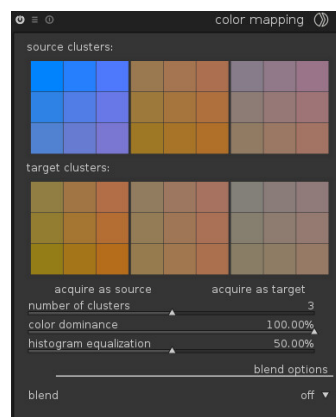 color mapping
source clusters:
target clusters:
acquire as source acquire as target
number of clusters 3
color dominance 100.00%
histogram equalization 50.00%
blend options
blend off